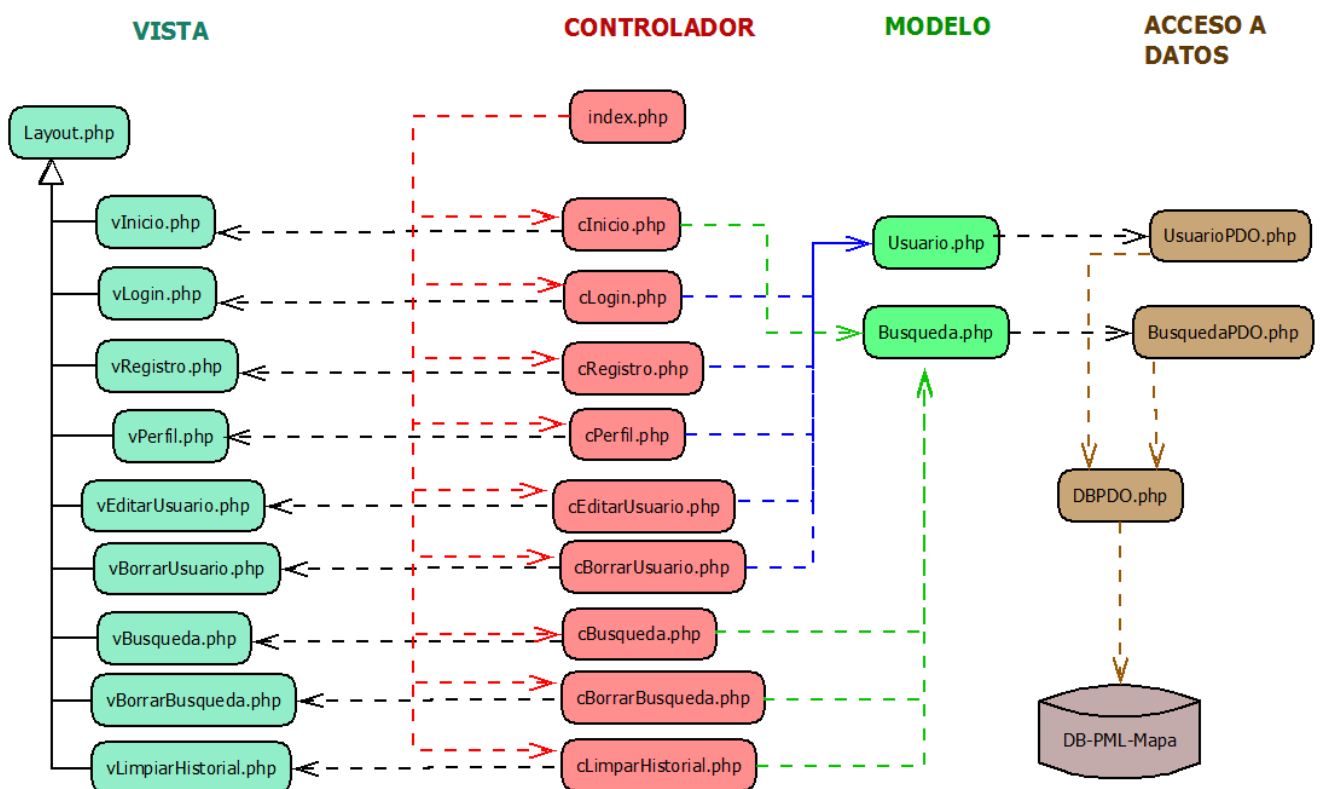 VISTA
CONTROLADOR
MODELO
ACCESO A
DATOS
Layout.php
index.php
vInicio.php
cInicio.php
Usuario.php
UsuarioPDO.php
vLogin.php
cLogin.php
Busqueda.php
BusquedaPDO.php
vRegistro.php
cRegistro.php
vPerfil.php
cPerfil.php
vEditarUsuario.php
cEditarUsuario.php
DBPDO.php
vBorrarUsuario.php
cBorrarUsuario.php
vBusqueda.php
cBusqueda.php
vBorrarBusqueda.php
cBorrarBusqueda.php
DB-PML-Mapa
vLimpiarHistorial.php
cLimparHistorial.php